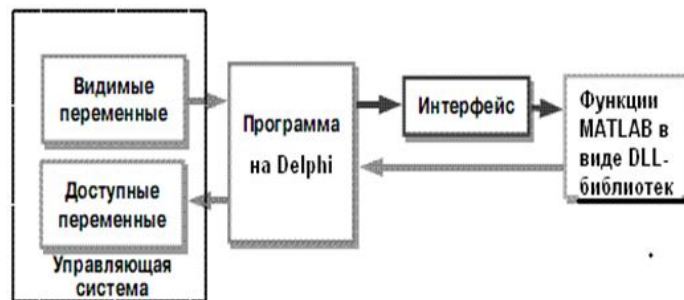 Видимые
переменные
Доступные
переменные
Управляющая
система
Программа
на Delphi
Интерфейс
Функции
MATLAB в
виде DLL-
библиотек
.